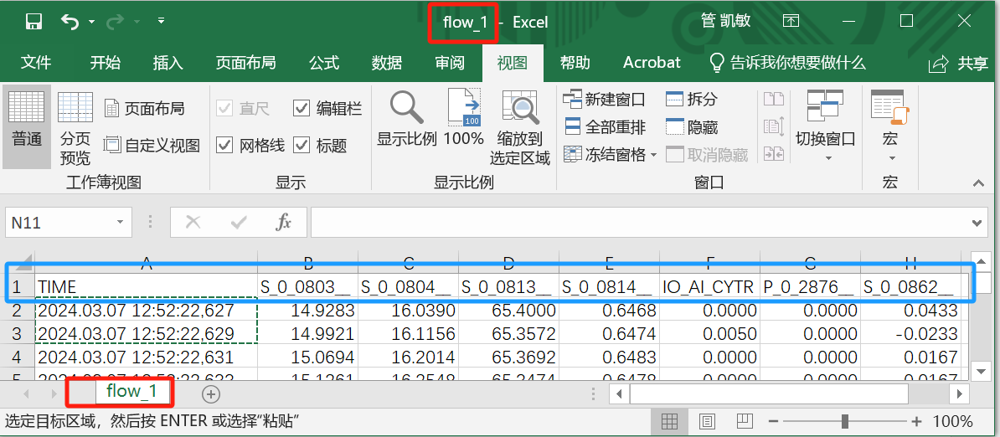 flow_1 - Excel 管 凯敏
文件 开始 插入 页面布局 公式 数据 审阅 视图 帮助 Acrobat 告诉我你想要做什么 共享
普通 分页预览 页面布局 自定义视图 工作簿视图
直尺 编辑栏 网格线 标题 显示
显示比例 100 100% 缩放到选定区域 显示比例
新建窗口 全部重排 冻结窗格 拆分 隐藏 取消隐藏 切换窗口 窗口
宏 宏
N11 fx
A B C D E F G H
1 TIME S_0_0803__ S_0_0804__ S_0_0813__ S_0_0814__ IO_AI_CYTR P_0_2876__ S_0_0862__
2 2024.03.07 12:52:22,627 14.9283 16.0390 65.4000 0.6468 0.0000 0.0000 0.0433
3 2024.03.07 12:52:22,629 14.9921 16.1156 65.3572 0.6474 0.0050 0.0000 -0.0233
4 2024.03.07 12:52:22,631 15.0694 16.2014 65.3692 0.6483 0.0000 0.0000 0.0167
flow_1
选定目标区域，然后按 ENTER 或选择“粘贴” 100%